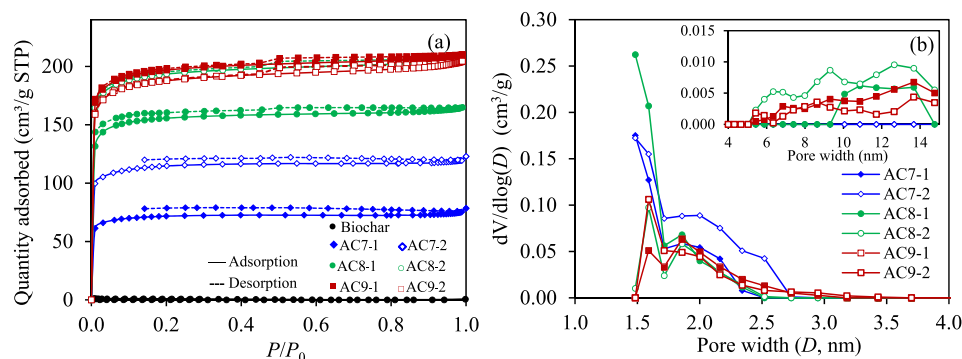 (a)
Quantity adsorbed (cm³/g STP)
250
200
150
100
50
0
0.0 0.2 0.4 0.6 0.8 1.0
P/P₀
Biochar
AC7-1 AC7-2
Adsorption AC8-1 AC8-2
Desorption AC9-1 AC9-2
(b)
dV/dlog(D) (cm³/g)
0.30
0.25
0.20
0.15
0.10
0.05
0.00
1.0 1.5 2.0 2.5 3.0 3.5 4.0
Pore width (D, nm)
0.015
0.010
0.005
0.000
4 6 8 10 12 14
Pore width (nm)
AC7-1
AC7-2
AC8-1
AC8-2
AC9-1
AC9-2